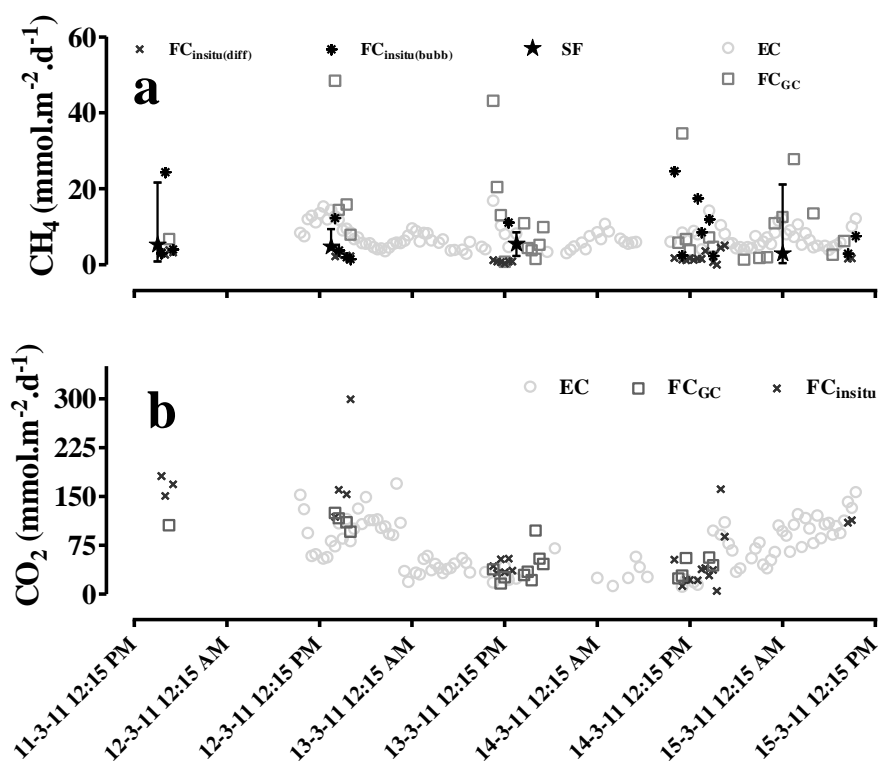 60
FCinsitu(diff) FCinsitu(bubb) SF EC
FCGC
a
40
20
0
CH4 (mmol.m-2.d-1)
b
EC FCGC FCinsitu
300
225
150
75
0
CO2 (mmol.m-2.d-1)
11-3-11 12:15 PM
12-3-11 12:15 AM
12-3-11 12:15 PM
13-3-11 12:15 AM
13-3-11 12:15 PM
14-3-11 12:15 AM
14-3-11 12:15 PM
15-3-11 12:15 AM
15-3-11 12:15 PM